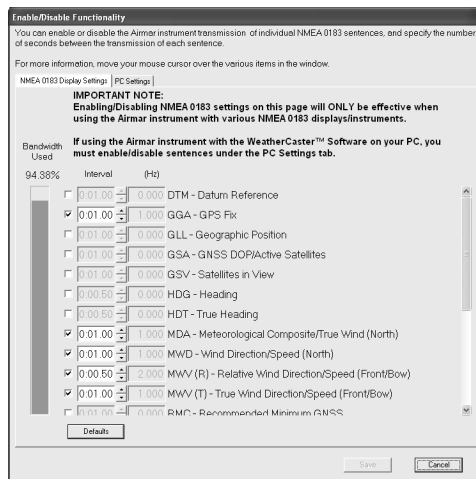 Enable/Disable Functionality
You can enable or disable the Airmar instrument transmission of individual NMEA 0183 sentences, and specify the number
of seconds between the transmission of each sentence.
For more information, move your mouse cursor over the various items in the window.
NMEA 0183 Display Settings PC Settings
IMPORTANT NOTE:
Enabling/Disabling NMEA 0183 settings on this page will ONLY be effective when
using the Airmar instrument with various NMEA 0183 displays/instruments.
If using the Airmar instrument with the WeatherCaster™ Software on your PC, you
must enable/disable sentences under the PC Settings tab.
Bandwidth
Used
94.38% Interval (Hz)
0:01.00 0.000 DTM - Datum Reference
0:01.00 1.000 GGA - GPS Fix
0:01.00 0.000 GLL - Geographic Position
0:01.00 0.000 GSA - GNSS DOP/Active Satellites
0:01.00 0.000 GSV - Satellites in View
0:00.50 0.000 HDG - Heading
0:00.50 0.000 HDT - True Heading
0:01.00 1.000 MDA - Meteorological Composite/True Wind (North)
0:01.00 1.000 MWD - Wind Direction/Speed (North)
0:00.50 2.000 MWV (R) - Relative Wind Direction/Speed (Front/Bow)
0:01.00 1.000 MWV (T) - True Wind Direction/Speed (Front/Bow)
0:01.00 0.000 RMC - Recommended Minimum GNSS
Defaults
Save Cancel